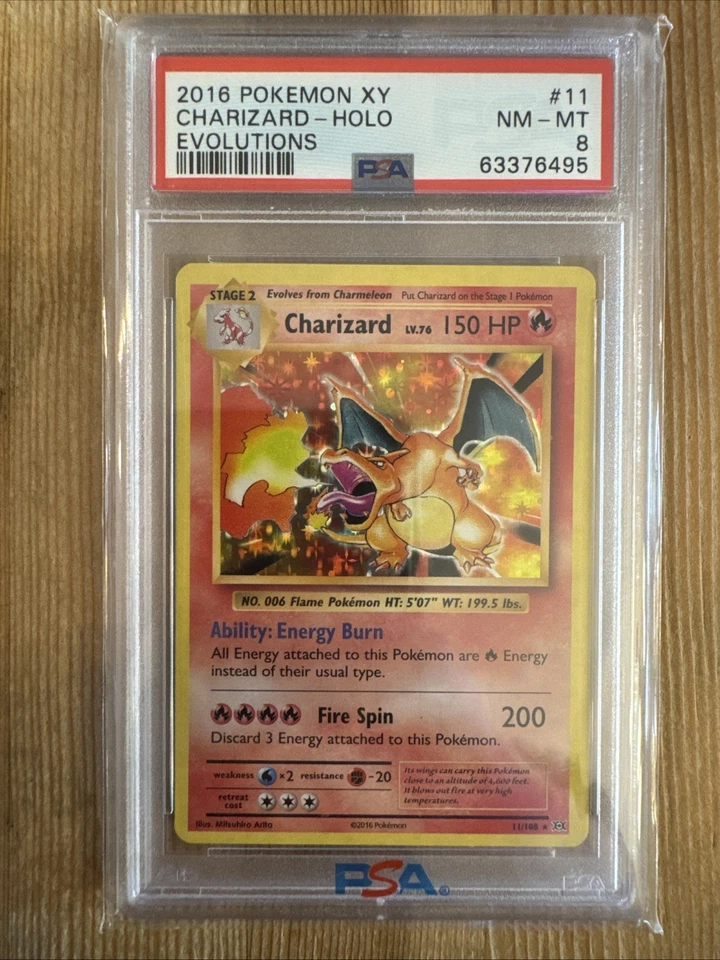 2016 POKEMON XY #11
CHARIZARD-HOLO NM-MT
EVOLUTIONS 8
PSA 63376495
STAGE 2 Evolves from Charmeleon Put Charizard on the Stage 1 Pokémon
Charizard LV.76 150 HP
NO. 006 Flame Pokémon HT: 5'07" WT: 199.5 lbs.
Ability: Energy Burn
All Energy attached to this Pokémon are Energy
instead of their usual type.
Fire Spin 200
Discard 3 Energy attached to this Pokémon.
weakness ×2 resistance -20
retreat
cost
Its wings can carry this Pokémon
close to an altitude of 4,600 feet.
It blows out fire at very high
temperatures.
Illus. Mitsuhiro Arita ©2016 Pokémon 11/108
PSA®